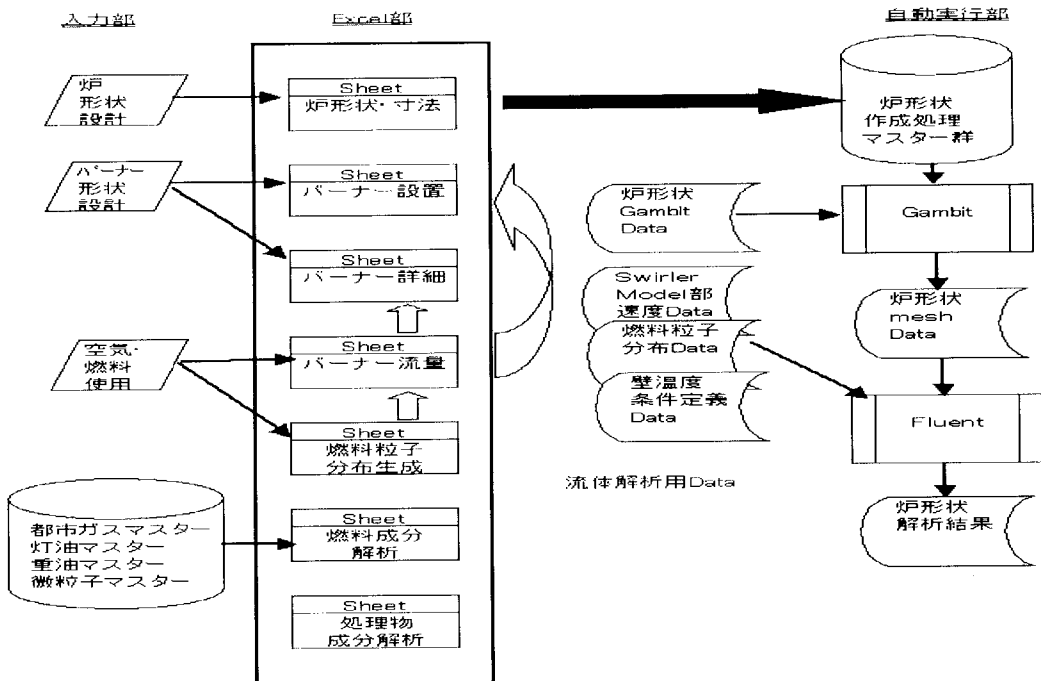 入力部
Excel部
自動実行部
炉
形状
設計
Sheet
炉形状・寸法
炉形状
作成処理
マスター群
バーナー
形状
設計
Sheet
バーナー設置
炉形状
Gambit
Data
Gambit
Sheet
バーナー詳細
Swirler
Model部
速度Data
炉形状
mesh
Data
空気・
燃料
使用
Sheet
バーナー流量
燃料粒子
分布Data
壁温度
条件定義
Data
Fluent
Sheet
燃料粒子
分布生成
流体解析用Data
都市ガスマスター
灯油マスター
重油マスター
微粒子マスター
Sheet
燃料成分
解析
炉形状
解析結果
Sheet
処理物
成分解析